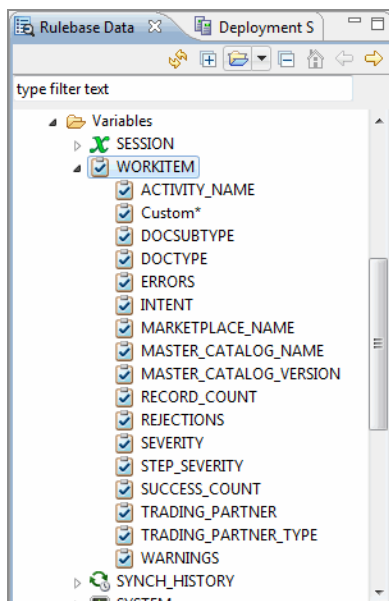 Rulebase Data Deployment S
type filter text
Variables
SESSION
WORKITEM
ACTIVITY_NAME
Custom*
DOCSUBTYPE
DOCTYPE
ERRORS
INTENT
MARKETPLACE_NAME
MASTER_CATALOG_NAME
MASTER_CATALOG_VERSION
RECORD_COUNT
REJECTIONS
SEVERITY
STEP_SEVERITY
SUCCESS_COUNT
TRADING_PARTNER
TRADING_PARTNER_TYPE
WARNINGS
SYNCH_HISTORY
SYSTEM